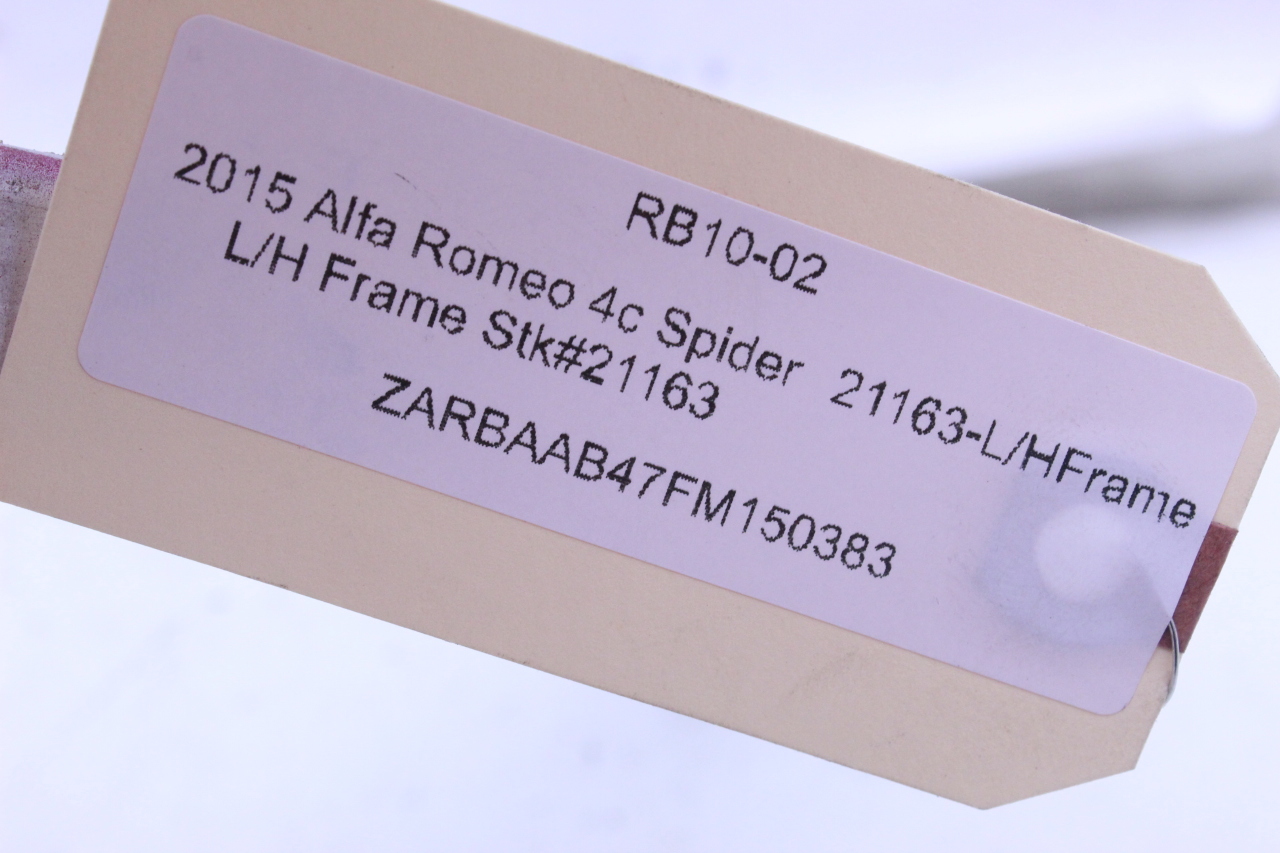 RB10-02
2015 Alfa Romeo 4c Spider 21163-L/HFrame
L/H Frame Stk#21163
ZARBAAB47FM150383